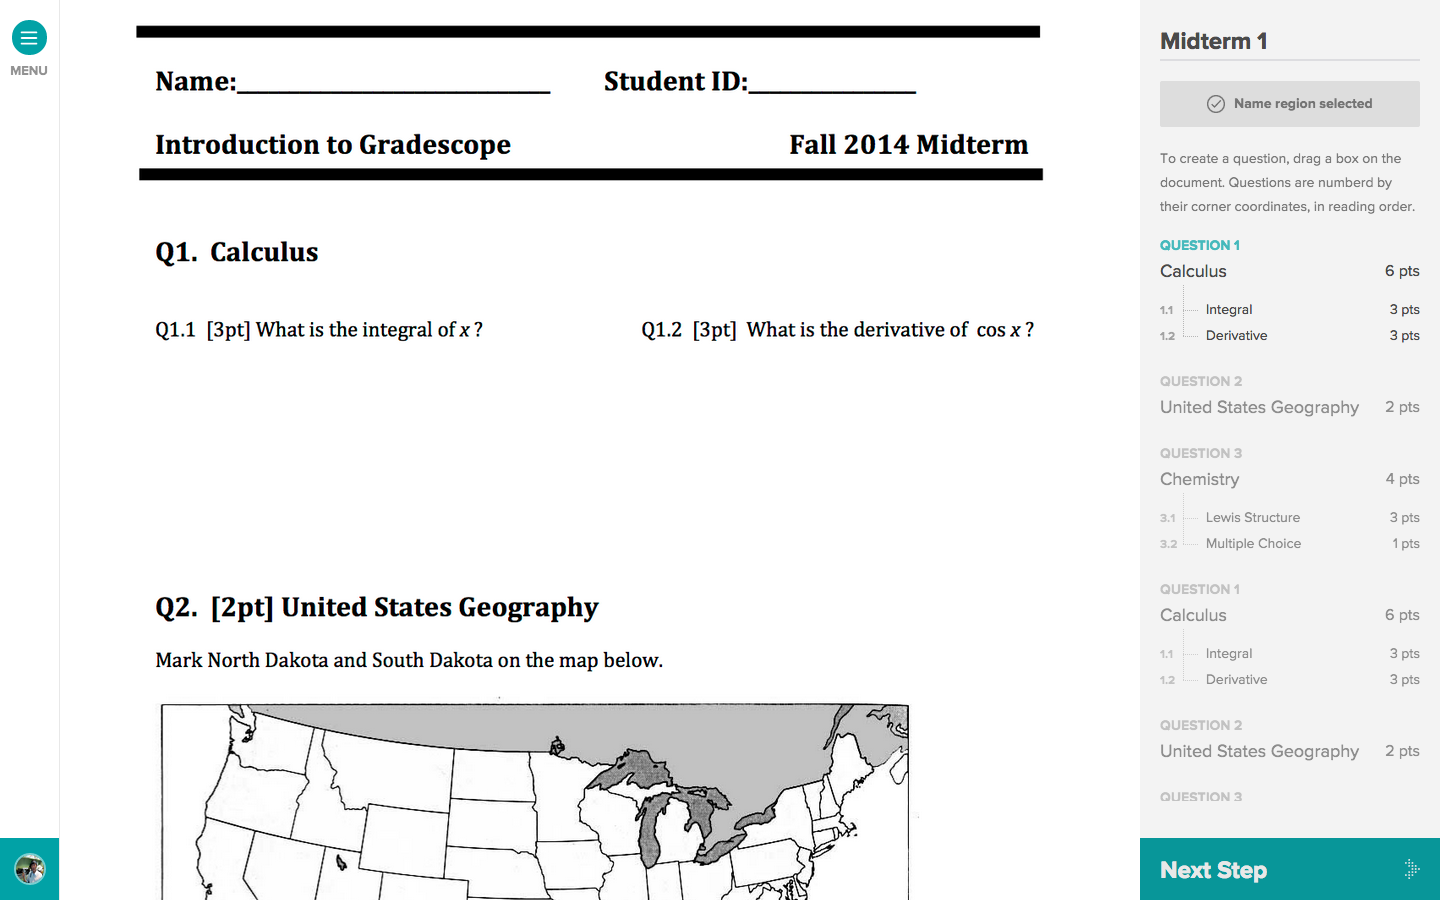 MENU
Name:
Student ID:
Introduction to Gradescope
Fall 2014 Midterm
Q1. Calculus
Q1.1 [3pt] What is the integral of x ?
Q1.2 [3pt] What is the derivative of cos x ?
Q2. [2pt] United States Geography
Mark North Dakota and South Dakota on the map below.
Midterm 1
Name region selected
To create a question, drag a box on the
document. Questions are numberd by
their corner coordinates, in reading order.
QUESTION 1
Calculus 6 pts
1.1 Integral 3 pts
1.2 Derivative 3 pts
QUESTION 2
United States Geography 2 pts
QUESTION 3
Chemistry 4 pts
3.1 Lewis Structure 3 pts
3.2 Multiple Choice 1 pts
QUESTION 1
Calculus 6 pts
1.1 Integral 3 pts
1.2 Derivative 3 pts
QUESTION 2
United States Geography 2 pts
QUESTION 3
Next Step